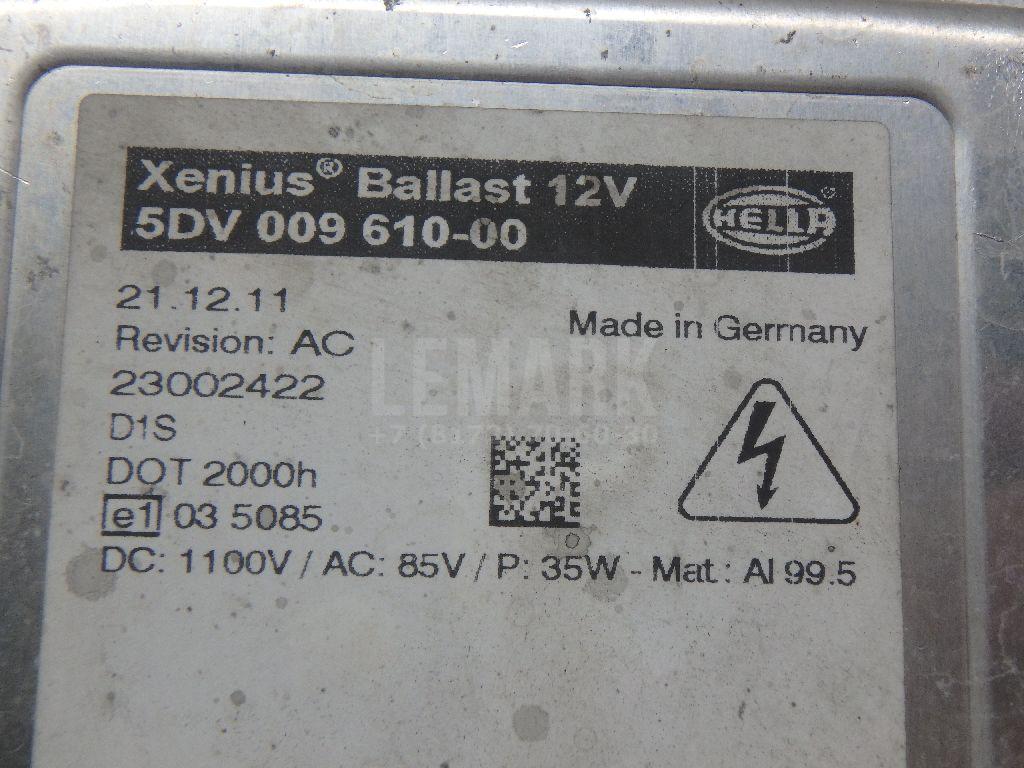 Xenius® Ballast 12V
5DV 009 610-00
HELLA
21.12.11
Made in Germany
Revision: AC
23002422
LEMARK
D1S
DOT 2000h
e1 03 5085
DC: 1100V / AC: 85V / P: 35W - Mat.: Al 99.5